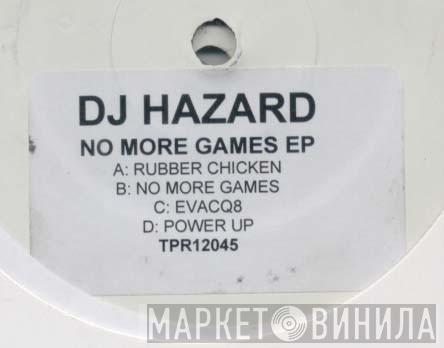 DJ HAZARD
NO MORE GAMES EP
A: RUBBER CHICKEN
B: NO MORE GAMES
C: EVACQ8
D: POWER UP
TPR12045
МАРКЕТ ВИНИЛА